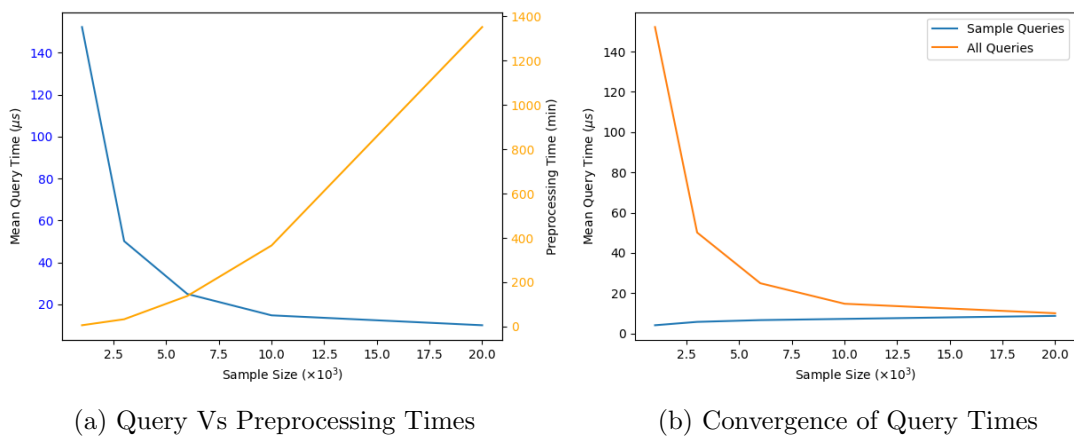 140
120
100
80
60
40
20
Mean Query Time (μs)
2.5 5.0 7.5 10.0 12.5 15.0 17.5 20.0
Sample Size (×10³)
1400
1200
1000
800
600
400
200
0
Preprocessing Time (min)
(a) Query Vs Preprocessing Times
140
120
100
80
60
40
20
0
Mean Query Time (μs)
Sample Queries
All Queries
2.5 5.0 7.5 10.0 12.5 15.0 17.5 20.0
Sample Size (×10³)
(b) Convergence of Query Times